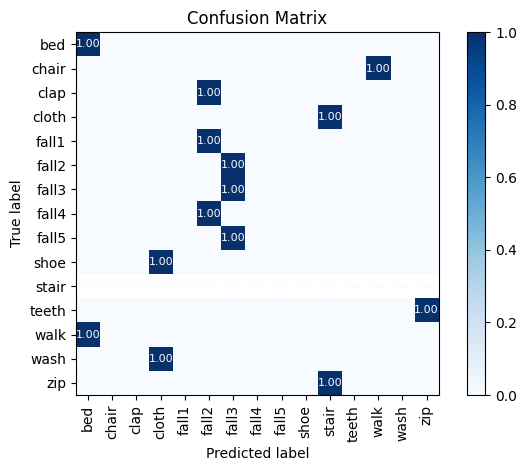 Confusion Matrix
True label
bed 1.00
chair 1.00
clap 1.00
cloth 1.00
fall1 1.00
fall2 1.00
fall3 1.00
fall4 1.00
fall5 1.00
shoe 1.00
stair
teeth 1.00
walk 1.00
wash 1.00
zip 1.00
bed chair clap cloth fall1 fall2 fall3 fall4 fall5 shoe stair teeth walk wash zip
Predicted label
1.0
0.8
0.6
0.4
0.2
0.0